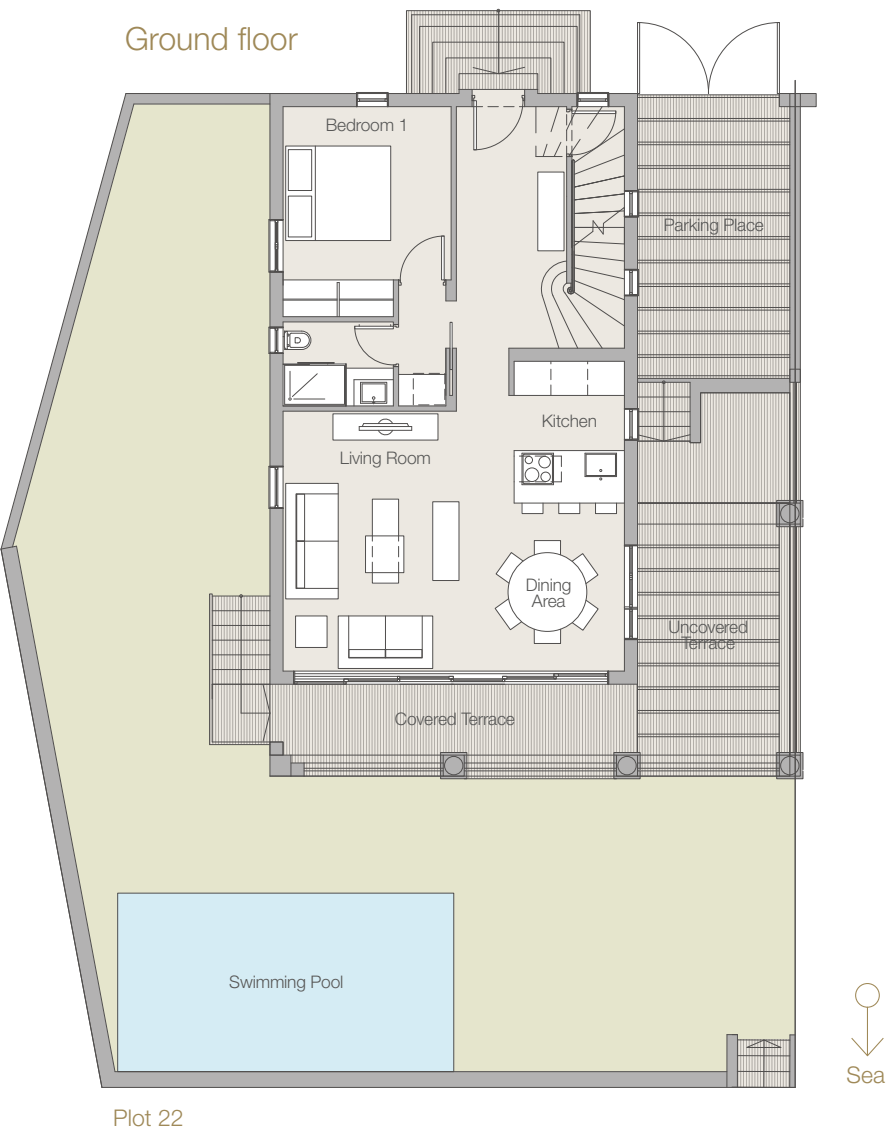 Ground floor
Bedroom 1
Parking Place
Kitchen
Living Room
Dining
Area
Uncovered
Terrace
Covered Terrace
Swimming Pool
Sea
Plot 22